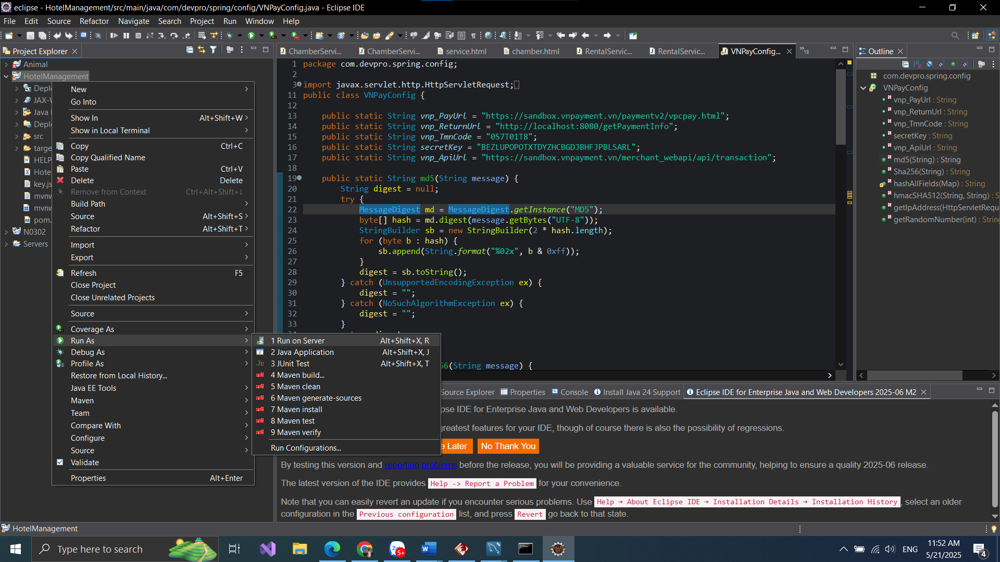 eclipse - HotelManagement/src/main/java/com/devpro/spring/config/VNPayConfig.java - Eclipse IDE
File Edit Source Refactor Navigate Search Project Run Window Help
Project Explorer
Animal
HotelManagement
Depl
JAX-W
Java
Depl
src
targe
HELP
Hote
key.js
mvnw
mvnw
pom.
N0302
Servers
New
Go Into
Show In Alt+Shift+W
Show in Local Terminal
Copy Ctrl+C
Copy Qualified Name
Paste Ctrl+V
Delete Delete
Remove from Context Ctrl+Alt+Shift+↓
Build Path
Source Alt+Shift+S
Refactor Alt+Shift+T
Import
Export
Refresh F5
Close Project
Close Unrelated Projects
Source
Coverage As
Run As
Debug As
Profile As
Restore from Local History...
Java EE Tools
Maven
Team
Compare With
Configure
Source
Validate
Properties Alt+Enter
1 Run on Server Alt+Shift+X, R
2 Java Application Alt+Shift+X, J
3 JUnit Test Alt+Shift+X, T
4 Maven build...
5 Maven clean
6 Maven generate-sources
7 Maven install
8 Maven test
9 Maven verify
Run Configurations...
ChamberServi... ChamberServi... service.html chamber.html RentalServic... RentalServic... VNPayConfig... »18
1 package com.devpro.spring.config;
2
3 import javax.servlet.http.HttpServletRequest;
11 public class VNPayConfig {
12
13 public static String vnp_PayUrl = "https://sandbox.vnpayment.vn/paymentv2/vpcpay.html";
14 public static String vnp_ReturnUrl = "http://localhost:8080/getPaymentInfo";
15 public static String vnp_TmnCode = "0S7T01T8";
16 public static String secretKey = "BEZLUPOPOTXTDYZHCBGDJBHFJPBLSARL";
17 public static String vnp_ApiUrl = "https://sandbox.vnpayment.vn/merchant_webapi/api/transaction";
18
19 public static String md5(String message) {
20 String digest = null;
21 try {
22 MessageDigest md = MessageDigest.getInstance("MD5");
23 byte[] hash = md.digest(message.getBytes("UTF-8"));
24 StringBuilder sb = new StringBuilder(2 * hash.length);
25 for (byte b : hash) {
26 sb.append(String.format("%02x", b & 0xff));
27 }
28 digest = sb.toString();
29 } catch (UnsupportedEncodingException ex) {
30 digest = "";
31 } catch (NoSuchAlgorithmException ex) {
32 digest = "";
33 }
56(String message) {
Outline
com.devpro.spring.config
VNPayConfig
vnp_PayUrl : String
vnp_ReturnUrl : String
vnp_TmnCode : String
secretKey : String
vnp_ApiUrl : String
md5(String) : String
Sha256(String) : String
hashAllFields(Map) : String
hmacSHA512(String, String) : S
getIpAddress(HttpServletRequ
getRandomNumber(int) : String
Source Explorer Properties Console Install Java 24 Support Eclipse IDE for Enterprise Java and Web Developers 2025-06 M2
pse IDE for Enterprise Java and Web Developers is available.
greatest features for your IDE, though of course there is also the possibility of regressions.
e Later No Thank You
By testing this version and reporting problems before the release, you will be providing a valuable service for the community, helping to ensure a quality 2025-06 release.
The latest version of the IDE provides Help -> Report a Problem for your convenience.
Note that you can easily revert an update if you encounter serious problems. Use Help → About Eclipse IDE → Installation Details → Installation History, select an older
configuration in the Previous configuration list, and press Revert go back to that state.
HotelManagement
Type here to search
5+
ENG
11:52 AM
5/21/2025
4